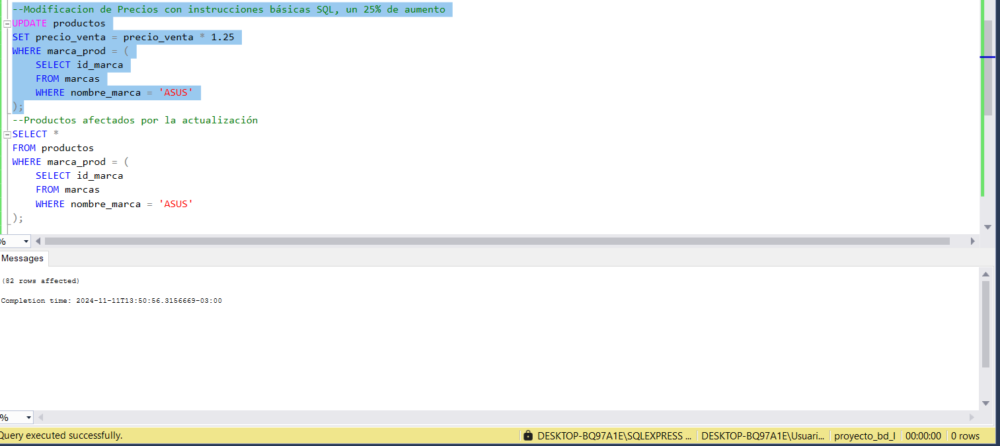 --Modificacion de Precios con instrucciones básicas SQL, un 25% de aumento
UPDATE productos
SET precio_venta = precio_venta * 1.25
WHERE marca_prod = (
    SELECT id_marca
    FROM marcas
    WHERE nombre_marca = 'ASUS'
);
--Productos afectados por la actualización
SELECT *
FROM productos
WHERE marca_prod = (
    SELECT id_marca
    FROM marcas
    WHERE nombre_marca = 'ASUS'
);
%
Messages
(82 rows affected)
Completion time: 2024-11-11T13:50:56.3156669-03:00
%
Query executed successfully. DESKTOP-BQ97A1E\SQLEXPRESS ... DESKTOP-BQ97A1E\Usuari... proyecto_bd_I 00:00:00 0 rows